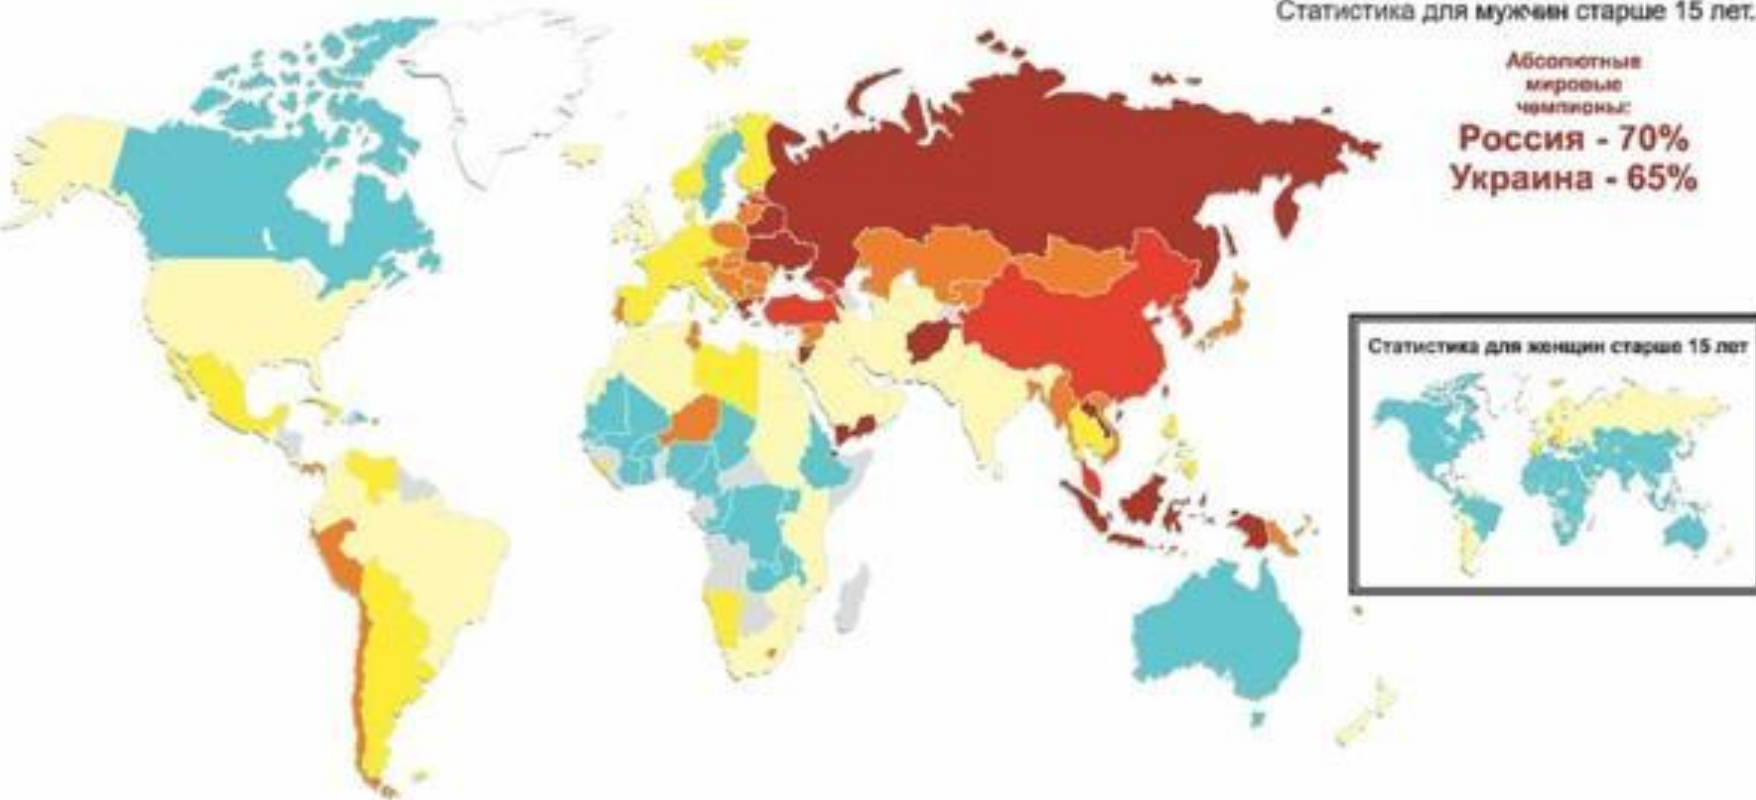 Статистика для мужчин старше 15 лет.
Абсолютные
мировые
чемпионы:
Россия - 70%
Украина - 65%
Статистика для женщин старше 15 лет